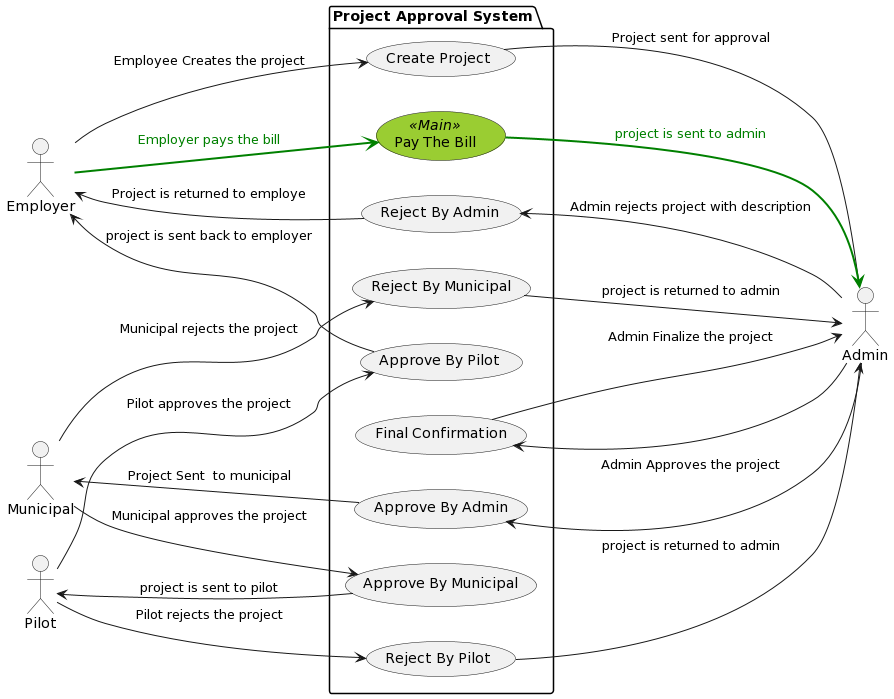 Project Approval System
Employee Creates the project
Create Project
Project sent for approval
Employer pays the bill
«Main»
Pay The Bill
project is sent to admin
Employer
Project is returned to employe
Reject By Admin
Admin rejects project with description
project is sent back to employer
Reject By Municipal
project is returned to admin
Municipal rejects the project
Admin Finalize the project
Admin
Approve By Pilot
Pilot approves the project
Final Confirmation
Admin Approves the project
Project Sent  to municipal
Municipal
Approve By Admin
Municipal approves the project
project is returned to admin
Approve By Municipal
project is sent to pilot
Pilot
Pilot rejects the project
Reject By Pilot